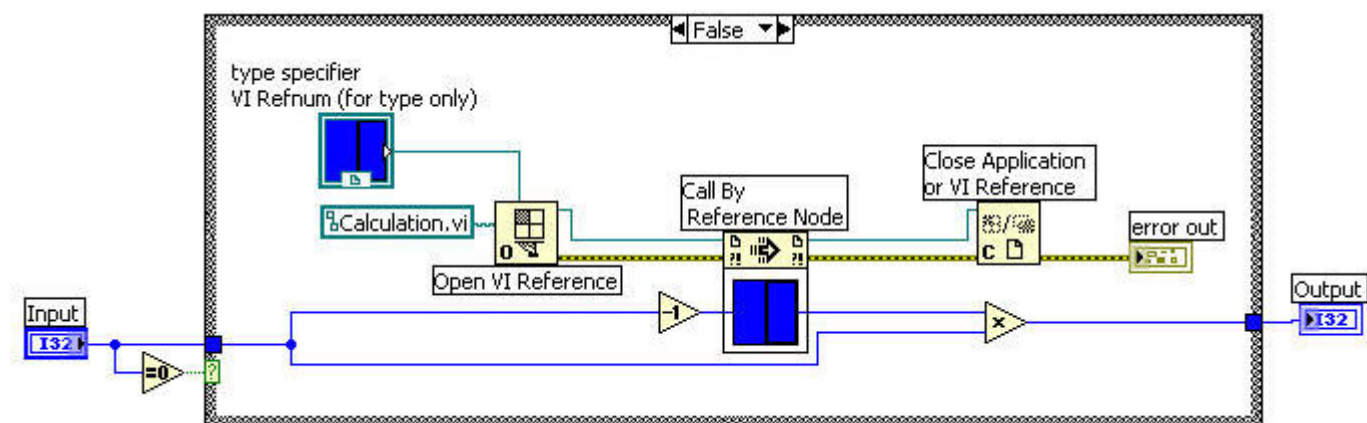 False
type specifier
VI Refnum (for type only)
Close Application
or VI Reference
Call By
Reference Node
Calculation.vi
O
C
error out
Open VI Reference
Input
I32
=0
?
-1
x
Output
I32